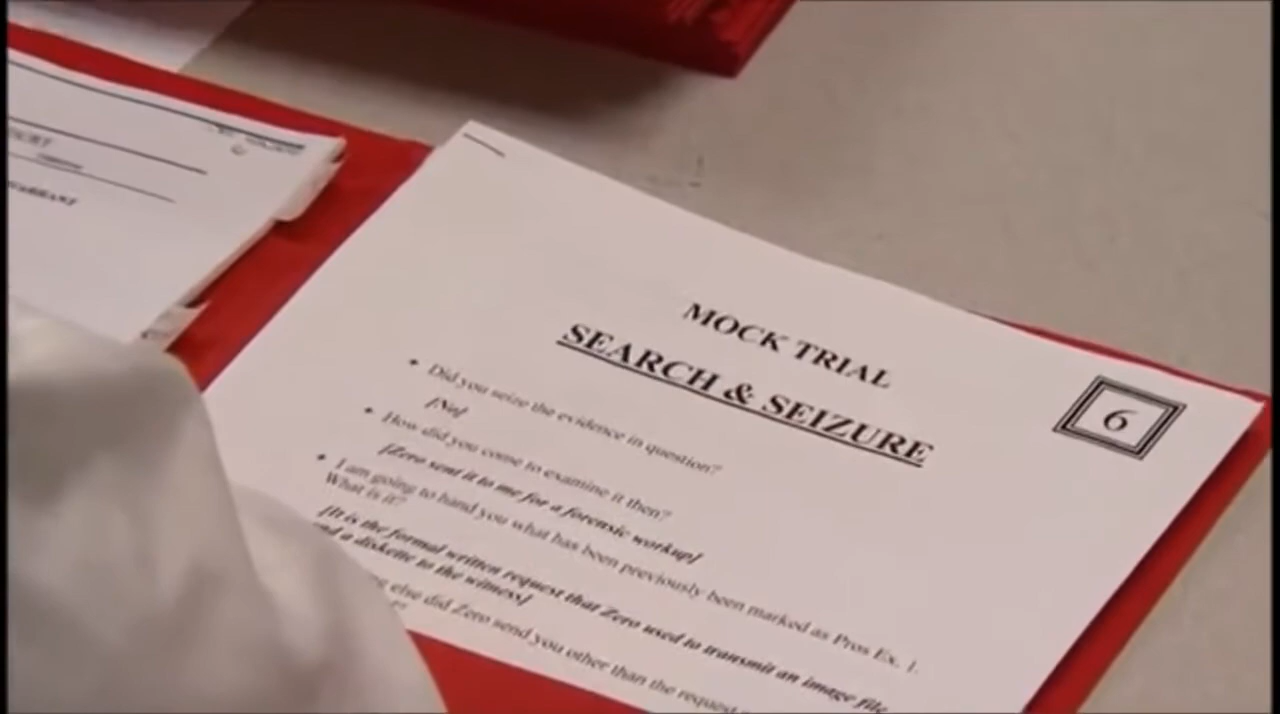 WARRANT
MOCK TRIAL
SEARCH & SEIZURE
6
• Did you seize the evidence in question?
[No]
• How did you come to examine it then?
[Zero sent it to me for a forensic workup]
• I am going to hand you what has been previously been marked as Pros Ex. 1.
What is it?
[It is the formal written request that Zero used to transmit an image file
and a diskette to the witness]
else did Zero send you other than the request